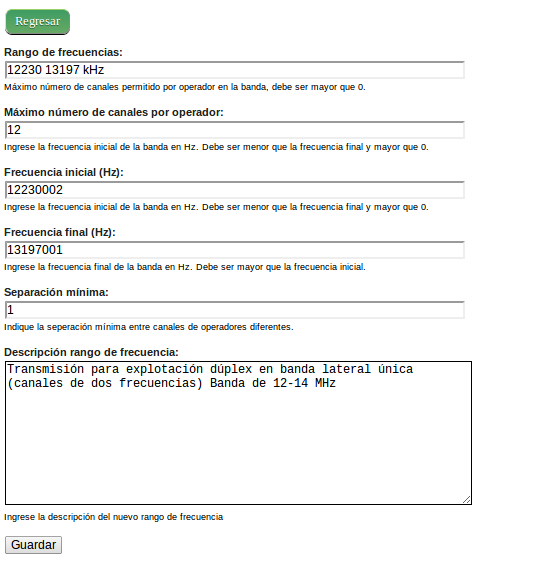 Regresar
Rango de frecuencias:
12230 13197 kHz
Máximo número de canales permitido por operador en la banda, debe ser mayor que 0.
Máximo número de canales por operador:
12
Ingrese la frecuencia inicial de la banda en Hz. Debe ser menor que la frecuencia final y mayor que 0.
Frecuencia inicial (Hz):
12230002
Ingrese la frecuencia inicial de la banda en Hz. Debe ser menor que la frecuencia final y mayor que 0.
Frecuencia final (Hz):
13197001
Ingrese la frecuencia final de la banda en Hz. Debe ser mayor que la frecuencia inicial.
Separación mínima:
1
Indique la seperación mínima entre canales de operadores diferentes.
Descripción rango de frecuencia:
Transmisión para explotación dúplex en banda lateral única
(canales de dos frecuencias) Banda de 12-14 MHz
Ingrese la descripción del nuevo rango de frecuencia
Guardar